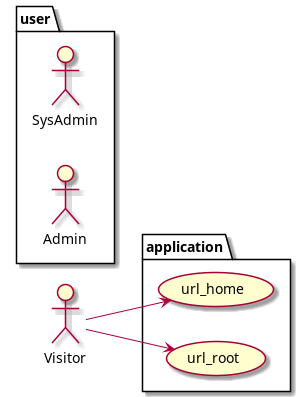 user
SysAdmin
Admin
application
url_home
Visitor
url_root